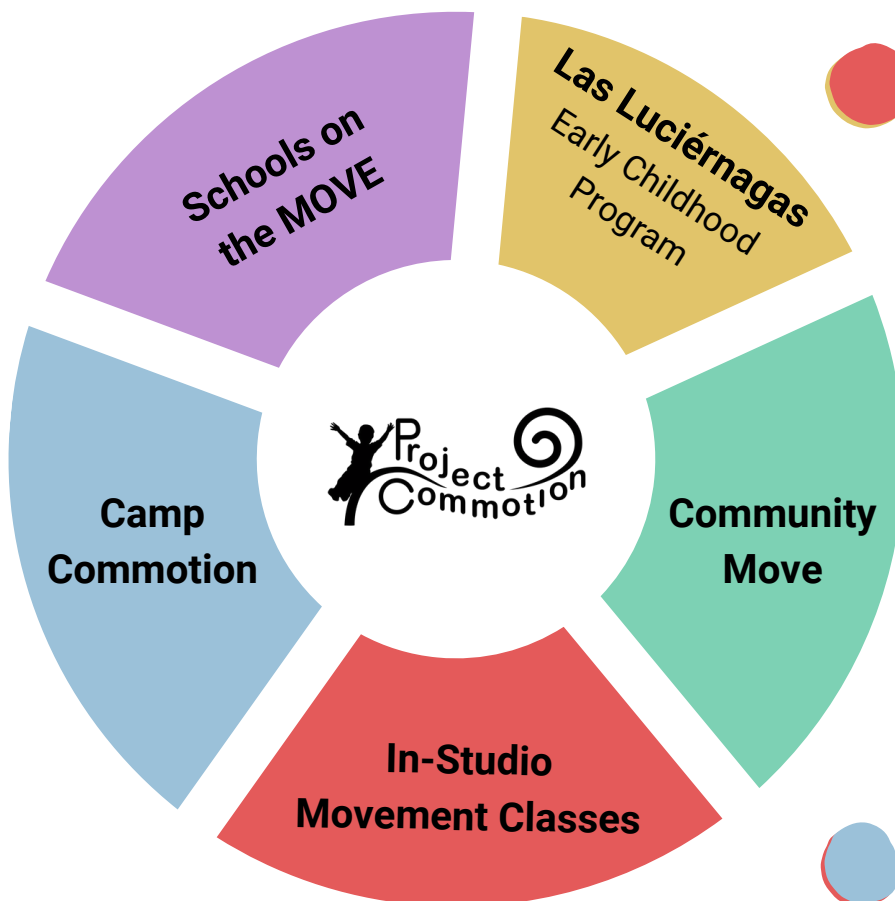 Schools on
the MOVE
Las Luciérnagas
Early Childhood
Program
Project
Commotion
Camp
Commotion
Community
Move
In-Studio
Movement Classes